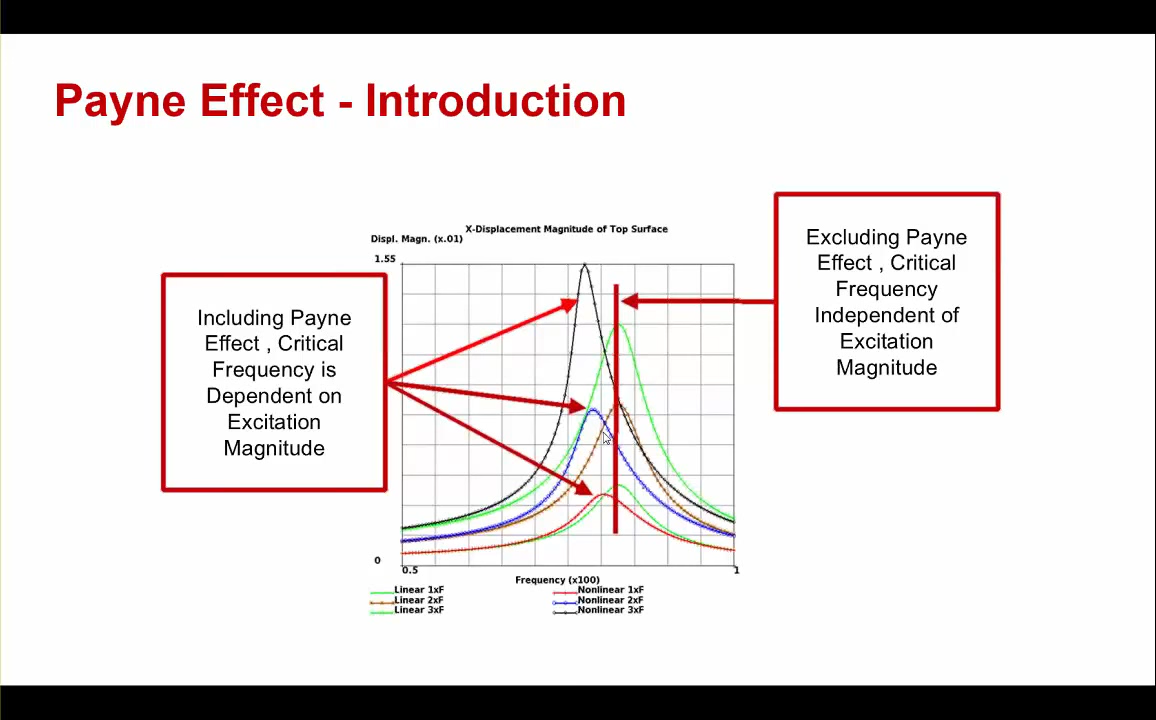 Payne Effect - Introduction
Including Payne
Effect , Critical
Frequency is
Dependent on
Excitation
Magnitude
X-Displacement Magnitude of Top Surface
Displ. Magn. (x.01)
1.55
0
0.5
1
Frequency (x100)
Linear 1xF
Linear 2xF
Linear 3xF
Nonlinear 1xF
Nonlinear 2xF
Nonlinear 3xF
Excluding Payne
Effect , Critical
Frequency
Independent of
Excitation
Magnitude